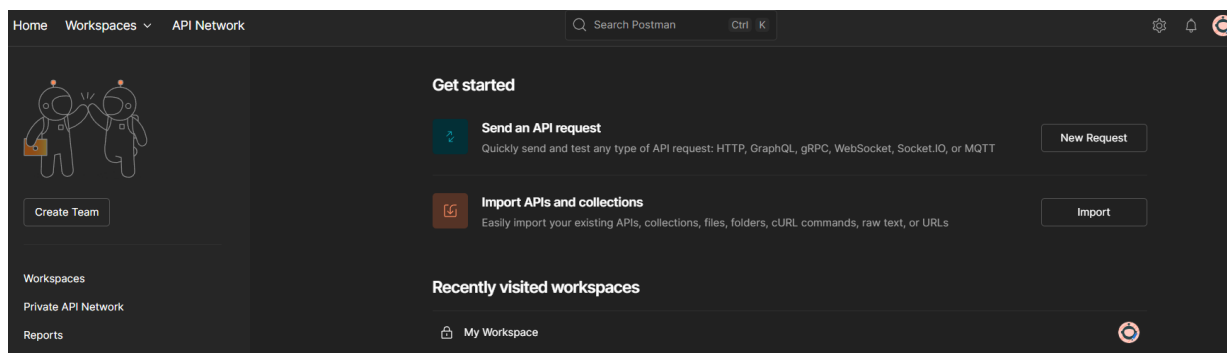 Home Workspaces API Network Search Postman Ctrl K
Get started
Send an API request
Quickly send and test any type of API request: HTTP, GraphQL, gRPC, WebSocket, Socket.IO, or MQTT
New Request
Import APIs and collections
Easily import your existing APIs, collections, files, folders, cURL commands, raw text, or URLs
Import
Create Team
Workspaces
Private API Network
Reports
Recently visited workspaces
My Workspace